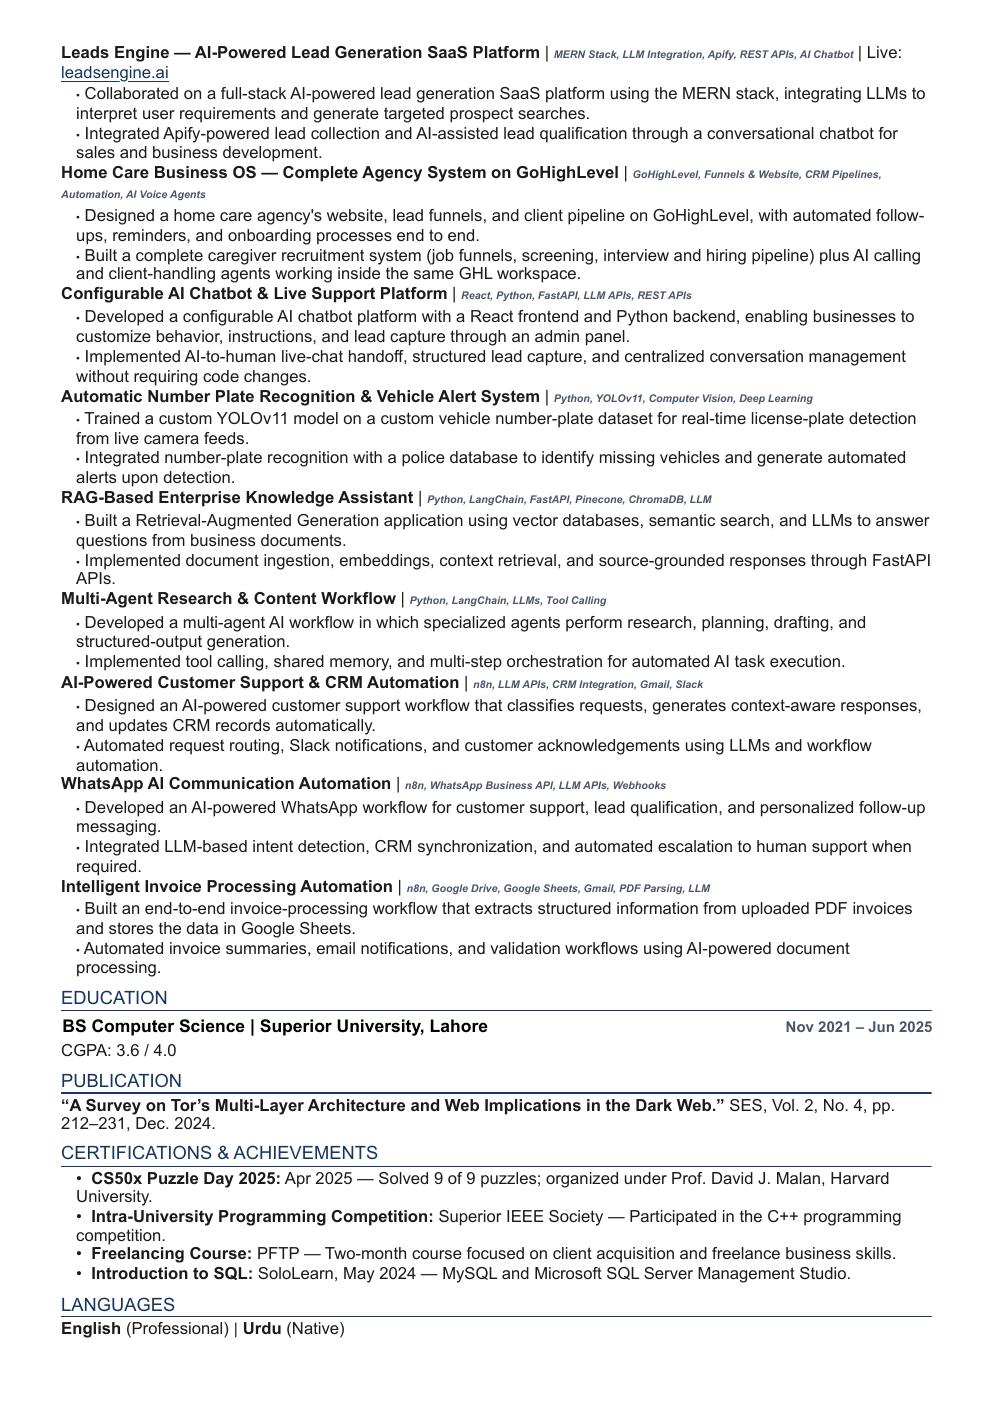 Leads Engine — AI-Powered Lead Generation SaaS Platform | MERN Stack, LLM Integration, Apify, REST APIs, AI Chatbot | Live:
leadsengine.ai
• Collaborated on a full-stack AI-powered lead generation SaaS platform using the MERN stack, integrating LLMs to
interpret user requirements and generate targeted prospect searches.
• Integrated Apify-powered lead collection and AI-assisted lead qualification through a conversational chatbot for
sales and business development.
Home Care Business OS — Complete Agency System on GoHighLevel | GoHighLevel, Funnels & Website, CRM Pipelines,
Automation, AI Voice Agents
• Designed a home care agency's website, lead funnels, and client pipeline on GoHighLevel, with automated follow-
ups, reminders, and onboarding processes end to end.
• Built a complete caregiver recruitment system (job funnels, screening, interview and hiring pipeline) plus AI calling
and client-handling agents working inside the same GHL workspace.
Configurable AI Chatbot & Live Support Platform | React, Python, FastAPI, LLM APIs, REST APIs
• Developed a configurable AI chatbot platform with a React frontend and Python backend, enabling businesses to
customize behavior, instructions, and lead capture through an admin panel.
• Implemented AI-to-human live-chat handoff, structured lead capture, and centralized conversation management
without requiring code changes.
Automatic Number Plate Recognition & Vehicle Alert System | Python, YOLOv11, Computer Vision, Deep Learning
• Trained a custom YOLOv11 model on a custom vehicle number-plate dataset for real-time license-plate detection
from live camera feeds.
• Integrated number-plate recognition with a police database to identify missing vehicles and generate automated
alerts upon detection.
RAG-Based Enterprise Knowledge Assistant | Python, LangChain, FastAPI, Pinecone, ChromaDB, LLM
• Built a Retrieval-Augmented Generation application using vector databases, semantic search, and LLMs to answer
questions from business documents.
• Implemented document ingestion, embeddings, context retrieval, and source-grounded responses through FastAPI
APIs.
Multi-Agent Research & Content Workflow | Python, LangChain, LLMs, Tool Calling
• Developed a multi-agent AI workflow in which specialized agents perform research, planning, drafting, and
structured-output generation.
• Implemented tool calling, shared memory, and multi-step orchestration for automated AI task execution.
AI-Powered Customer Support & CRM Automation | n8n, LLM APIs, CRM Integration, Gmail, Slack
• Designed an AI-powered customer support workflow that classifies requests, generates context-aware responses,
and updates CRM records automatically.
• Automated request routing, Slack notifications, and customer acknowledgements using LLMs and workflow
automation.
WhatsApp AI Communication Automation | n8n, WhatsApp Business API, LLM APIs, Webhooks
• Developed an AI-powered WhatsApp workflow for customer support, lead qualification, and personalized follow-up
messaging.
• Integrated LLM-based intent detection, CRM synchronization, and automated escalation to human support when
required.
Intelligent Invoice Processing Automation | n8n, Google Drive, Google Sheets, Gmail, PDF Parsing, LLM
• Built an end-to-end invoice-processing workflow that extracts structured information from uploaded PDF invoices
and stores the data in Google Sheets.
• Automated invoice summaries, email notifications, and validation workflows using AI-powered document
processing.
EDUCATION
BS Computer Science | Superior University, Lahore Nov 2021 – Jun 2025
CGPA: 3.6 / 4.0
PUBLICATION
“A Survey on Tor’s Multi-Layer Architecture and Web Implications in the Dark Web.” SES, Vol. 2, No. 4, pp.
212–231, Dec. 2024.
CERTIFICATIONS & ACHIEVEMENTS
• CS50x Puzzle Day 2025: Apr 2025 — Solved 9 of 9 puzzles; organized under Prof. David J. Malan, Harvard
University.
• Intra-University Programming Competition: Superior IEEE Society — Participated in the C++ programming
competition.
• Freelancing Course: PFTP — Two-month course focused on client acquisition and freelance business skills.
• Introduction to SQL: SoloLearn, May 2024 — MySQL and Microsoft SQL Server Management Studio.
LANGUAGES
English (Professional) | Urdu (Native)